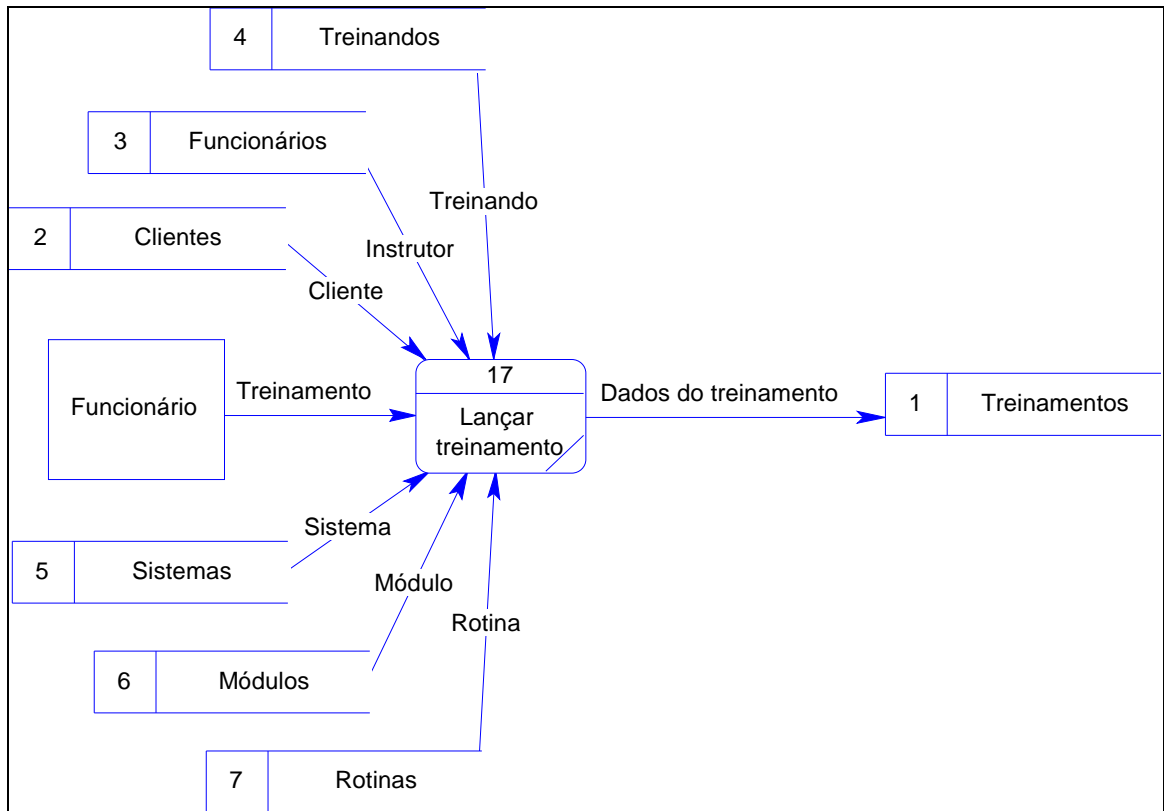 4 Treinandos
3 Funcionários
Treinando
2 Clientes
Instrutor
Cliente
17
Funcionário
Treinamento
Lançar
treinamento
Dados do treinamento
1 Treinamentos
Sistema
5 Sistemas
Módulo
Rotina
6 Módulos
7 Rotinas